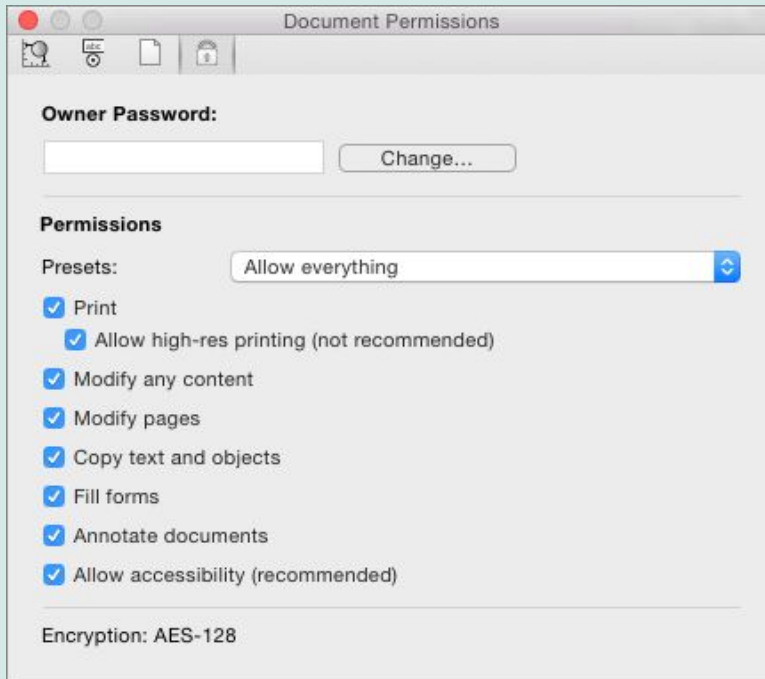 Document Permissions
abc
Owner Password:
Change...
Permissions
Presets: Allow everything
Print
Allow high-res printing (not recommended)
Modify any content
Modify pages
Copy text and objects
Fill forms
Annotate documents
Allow accessibility (recommended)
Encryption: AES-128